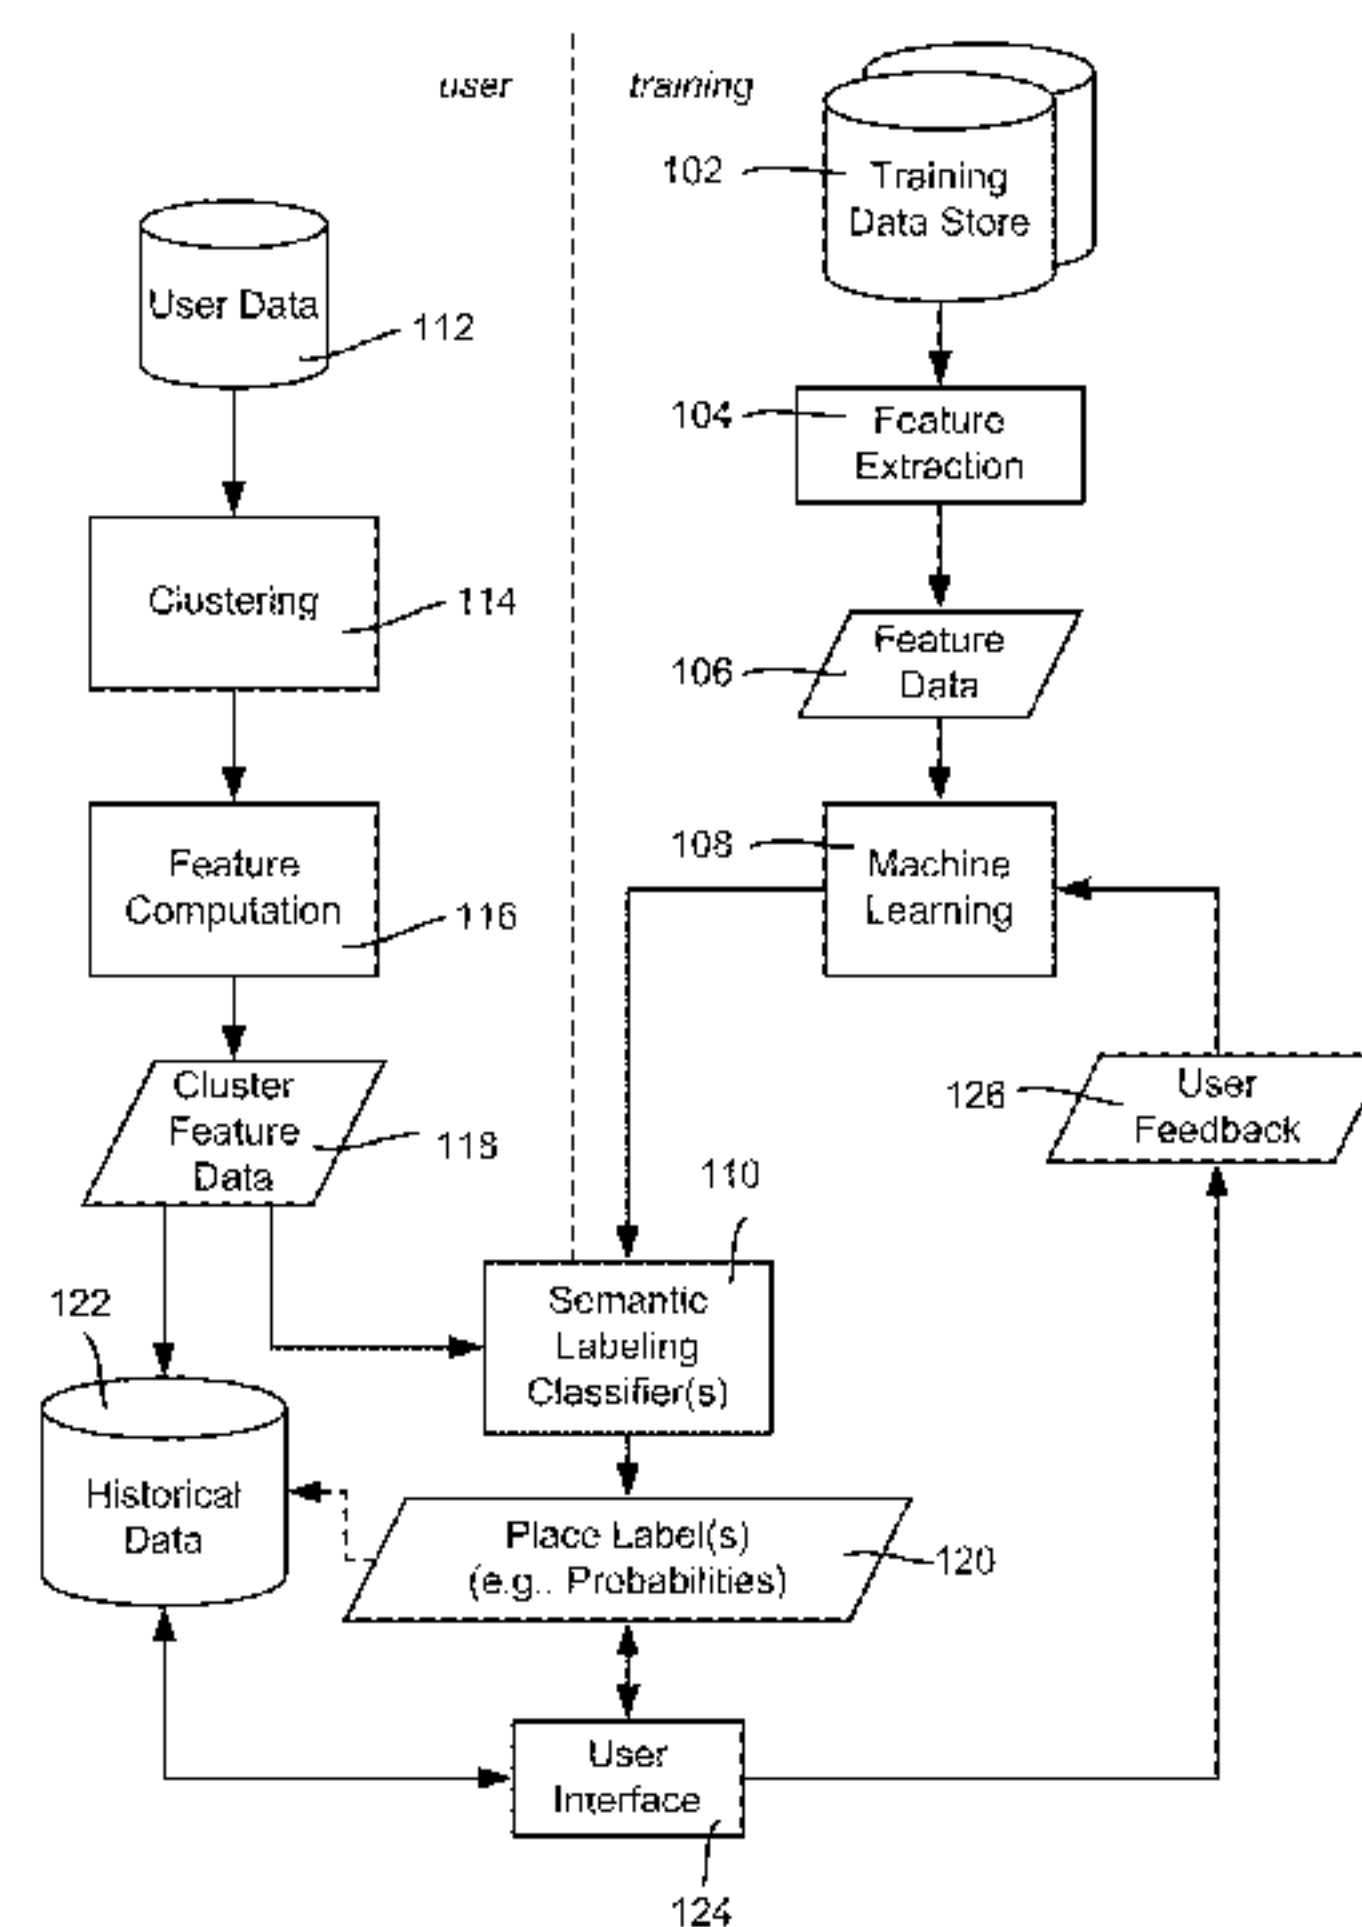 user
training
102
Training
Data Store
User Data
112
104
Feature
Extraction
Clustering
114
106
Feature
Data
108
Machine
Learning
Feature
Computation
116
Cluster
Feature
Data
118
126
User
Feedback
110
122
Semantic
Labeling
Classifier(s)
Historical
Data
Place Label(s)
(e.g., Probabilities)
120
User
Interface
124